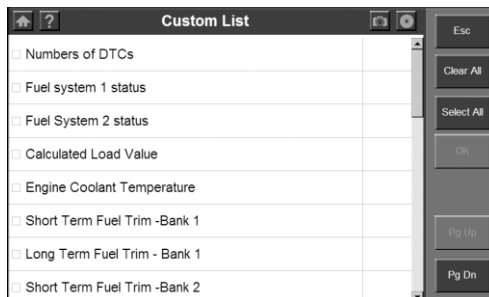 ?
Custom List
Numbers of DTCs
Fuel system 1 status
Fuel System 2 status
Calculated Load Value
Engine Coolant Temperature
Short Term Fuel Trim -Bank 1
Long Term Fuel Trim - Bank 1
Short Term Fuel Trim -Bank 2
Esc
Clear All
Select All
OK
Pg Up
Pg Dn